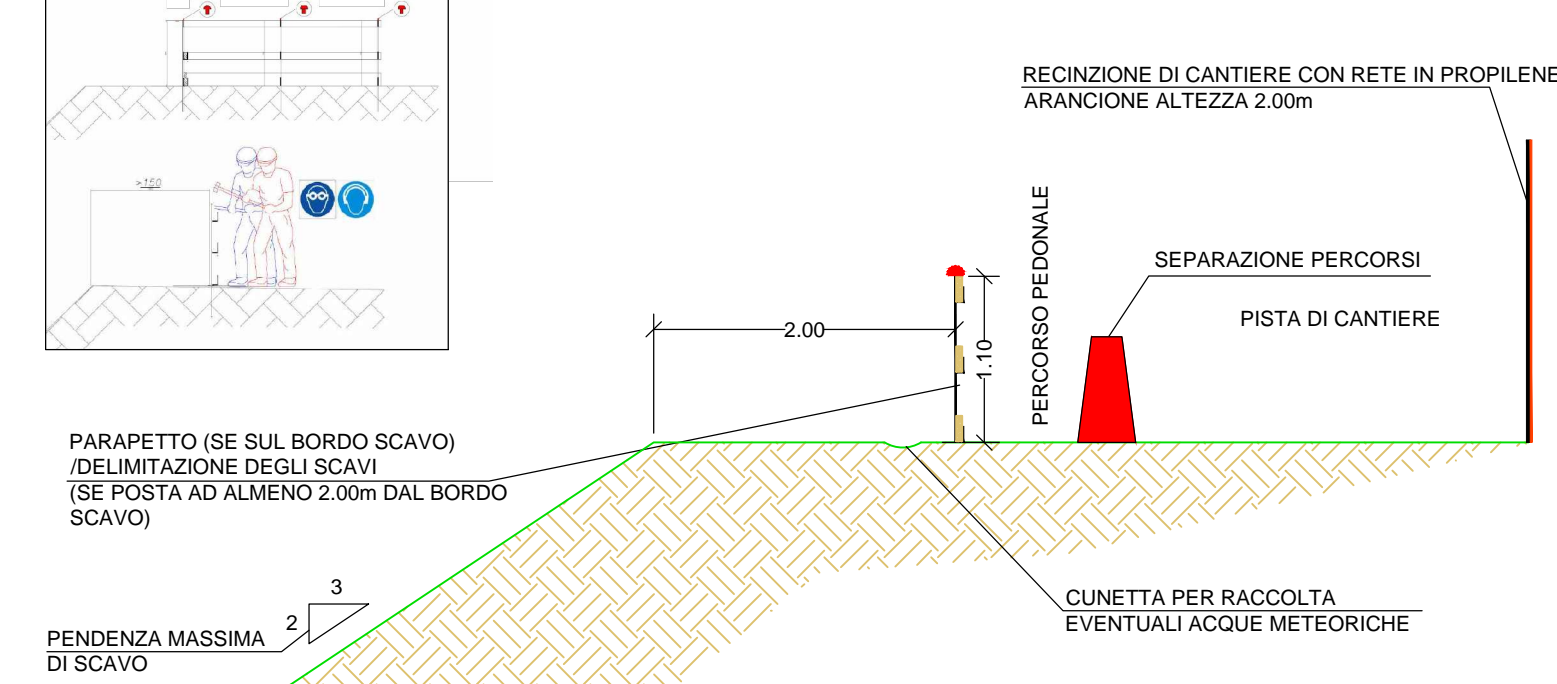 RECINZIONE DI CANTIERE CON RETE IN PROPILENE
ARANCIONE ALTEZZA 2.00m
>150
PERCORSO PEDONALE
SEPARAZIONE PERCORSI
PISTA DI CANTIERE
2.00
1.10
PARAPETTO (SE SUL BORDO SCAVO)
/DELIMITAZIONE DEGLI SCAVI
(SE POSTA AD ALMENO 2.00m DAL BORDO
SCAVO)
3
2
PENDENZA MASSIMA
DI SCAVO
CUNETTA PER RACCOLTA
EVENTUALI ACQUE METEORICHE